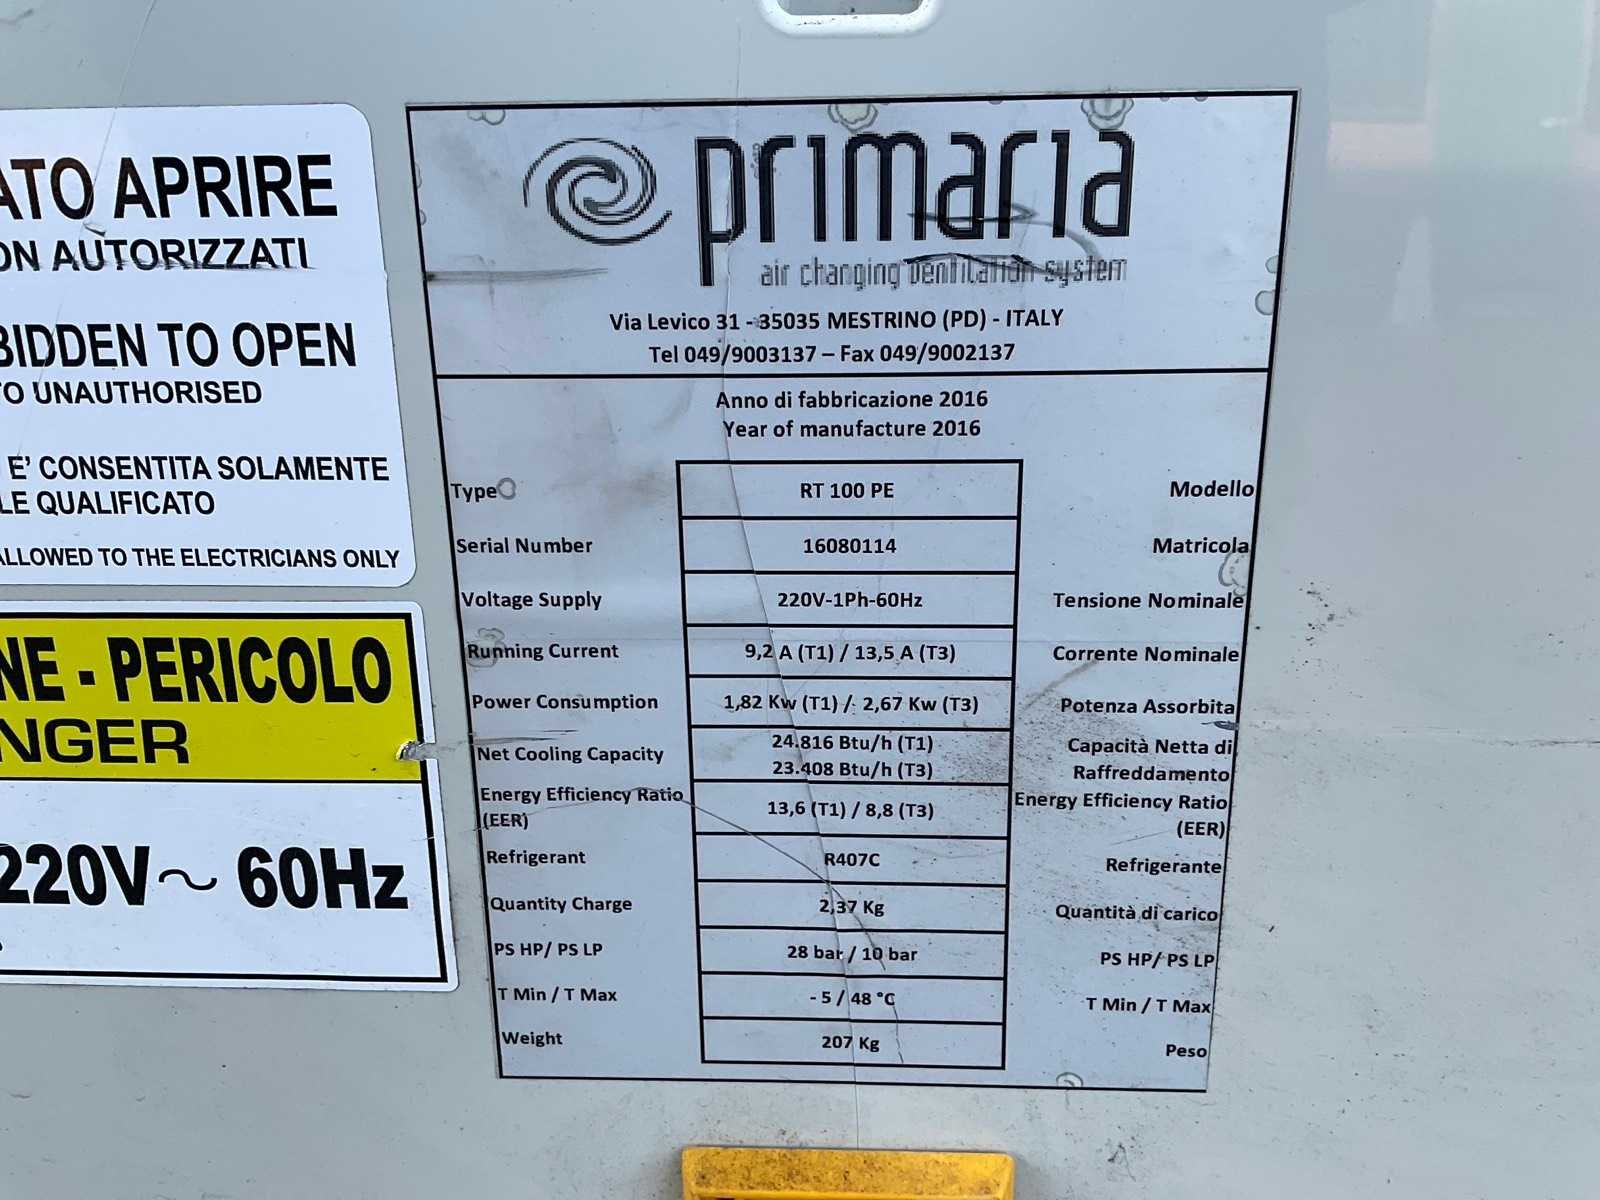 ATO APRIRE
ON AUTORIZZATI
BIDDEN TO OPEN
TO UNAUTHORISED
E' CONSENTITA SOLAMENTE
LE QUALIFICATO
ALLOWED TO THE ELECTRICIANS ONLY
NE - PERICOLO
NGER
220V~ 60Hz
primaria
air changing ventilation system
Via Levico 31 - 35035 MESTRINO (PD) - ITALY
Tel 049/9003137 – Fax 049/9002137
Anno di fabbricazione 2016
Year of manufacture 2016
Type RT 100 PE Modello
Serial Number 16080114 Matricola
Voltage Supply 220V-1Ph-60Hz Tensione Nominale
Running Current 9,2 A (T1) / 13,5 A (T3) Corrente Nominale
Power Consumption 1,82 Kw (T1) / 2,67 Kw (T3) Potenza Assorbita
Net Cooling Capacity 24.816 Btu/h (T1) Capacità Netta di
23.408 Btu/h (T3) Raffreddamento
Energy Efficiency Ratio 13,6 (T1) / 8,8 (T3) Energy Efficiency Ratio
(EER) (EER)
Refrigerant R407C Refrigerante
Quantity Charge 2,37 Kg Quantità di carico
PS HP/ PS LP 28 bar / 10 bar PS HP/ PS LP
T Min / T Max - 5 / 48 °C T Min / T Max
Weight 207 Kg Peso